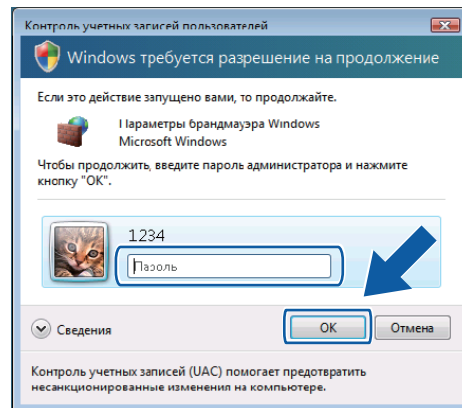 Контроль учетных записей пользователей
Windows требуется разрешение на продолжение
Если это действие запущено вами, то продолжайте.
Параметры брандмауэра Windows
Microsoft Windows
Чтобы продолжить, введите пароль администратора и нажмите
кнопку "ОК".
1234
Пароль
Сведения
ОК
Отмена
Контроль учетных записей (UAC) помогает предотвратить
несанкционированные изменения на компьютере.